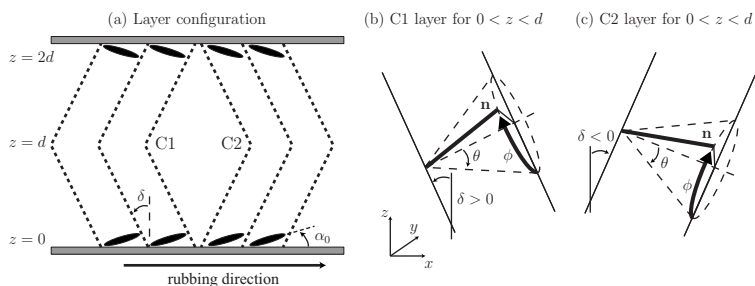 (a) Layer configuration
z = 2d
z = d
C1
C2
δ
z = 0
α₀
rubbing direction
(b) C1 layer for 0 < z < d
n
θ
ϕ
δ > 0
z
y
x
(c) C2 layer for 0 < z < d
δ < 0
n
θ
ϕ